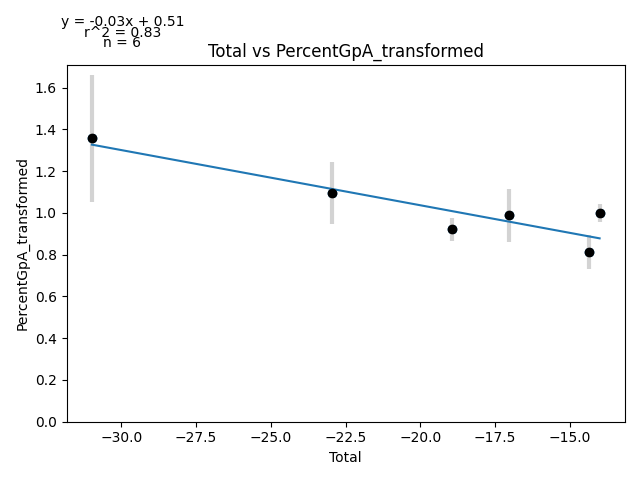 y = -0.03x + 0.51
r^2 = 0.83
n = 6
Total vs PercentGpA_transformed
PercentGpA_transformed
1.6
1.4
1.2
1.0
0.8
0.6
0.4
0.2
0.0
−30.0 −27.5 −25.0 −22.5 −20.0 −17.5 −15.0
Total